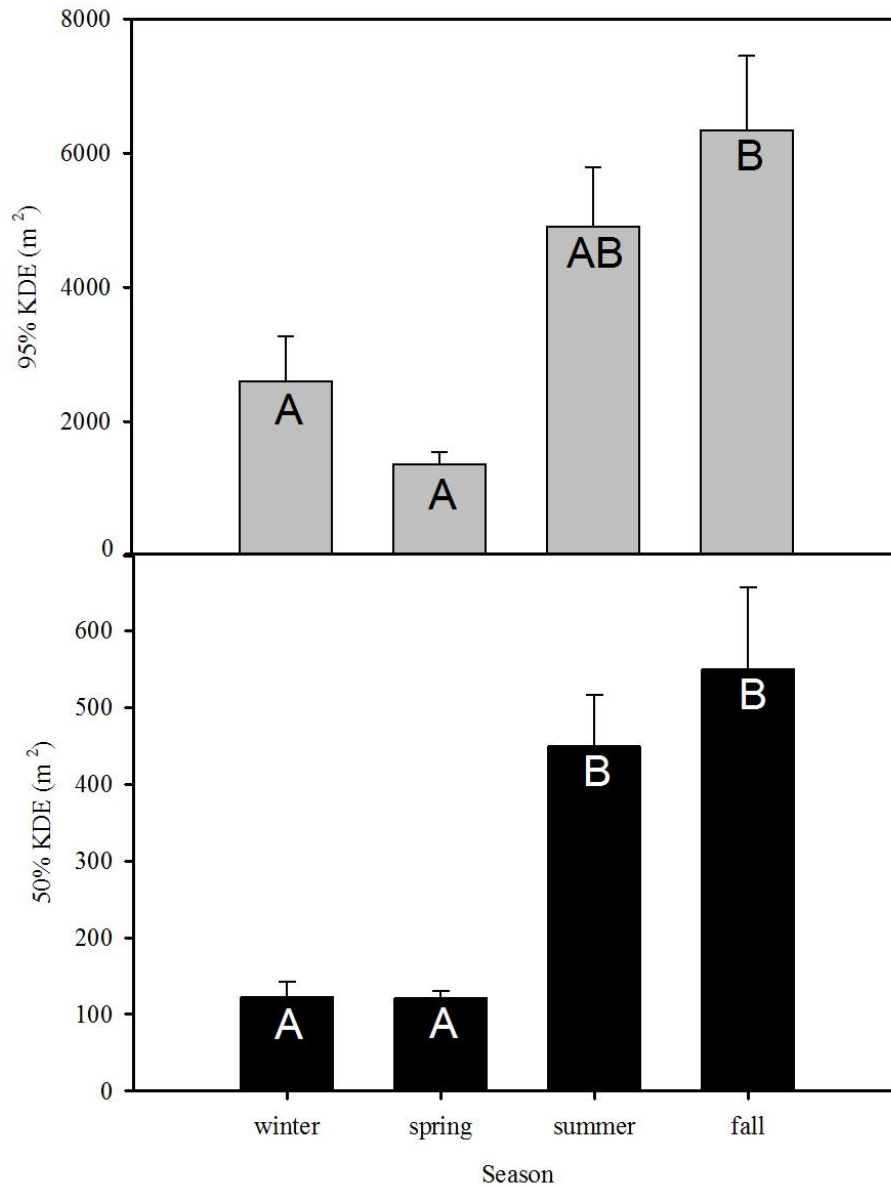 8000
6000
4000
2000
0
95% KDE (m²)
A
A
AB
B
600
500
400
300
200
100
0
50% KDE (m²)
A
A
B
B
winter spring summer fall
Season